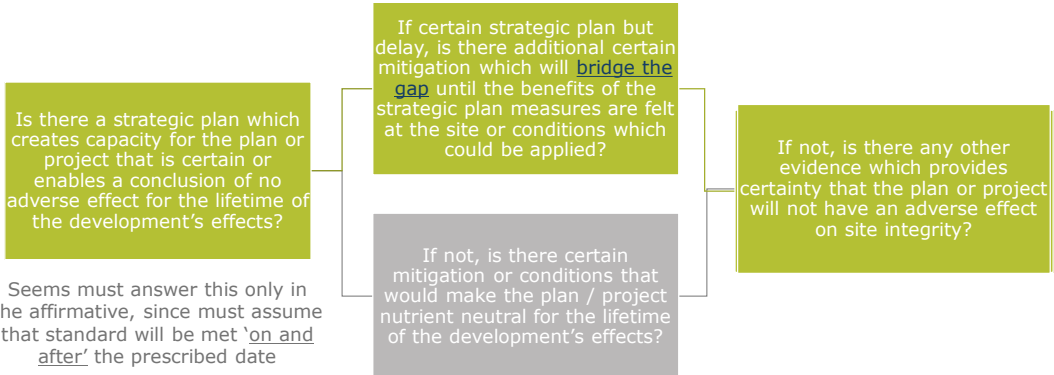 Is there a strategic plan which
creates capacity for the plan or
project that is certain or
enables a conclusion of no
adverse effect for the lifetime of
the development's effects?
Seems must answer this only in
he affirmative, since must assume
that standard will be met ‘on and
after’ the prescribed date
If certain strategic plan but
delay, is there additional certain
mitigation which will bridge the
gap until the benefits of the
strategic plan measures are felt
at the site or conditions which
could be applied?
If not, is there certain
mitigation or conditions that
would make the plan / project
nutrient neutral for the lifetime
of the development's effects?
If not, is there any other
evidence which provides
certainty that the plan or project
will not have an adverse effect
on site integrity?